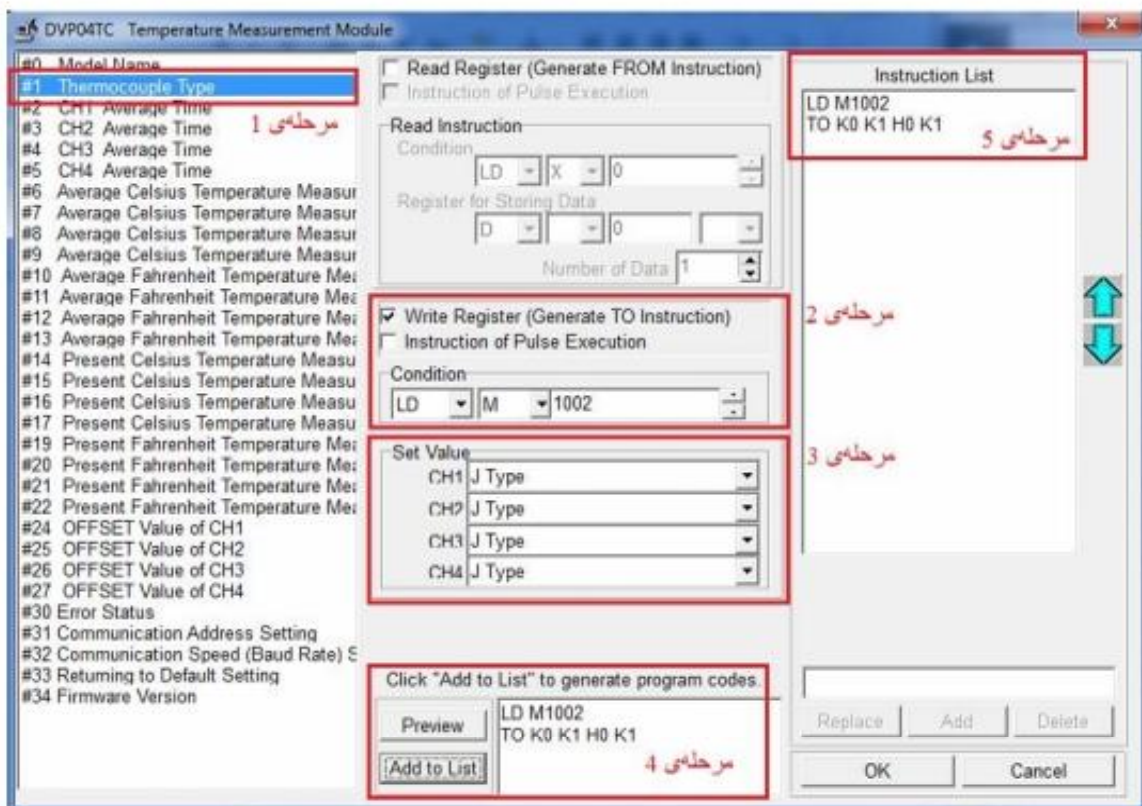 DVP04TC Temperature Measurement Module
#0 Model Name
#1 Thermocouple Type
#2 CH1 Average Time
#3 CH2 Average Time
#4 CH3 Average Time
#5 CH4 Average Time
#6 Average Celsius Temperature Measur
#7 Average Celsius Temperature Measur
#8 Average Celsius Temperature Measur
#9 Average Celsius Temperature Measur
#10 Average Fahrenheit Temperature Mea
#11 Average Fahrenheit Temperature Mea
#12 Average Fahrenheit Temperature Mea
#13 Average Fahrenheit Temperature Mea
#14 Present Celsius Temperature Measu
#15 Present Celsius Temperature Measu
#16 Present Celsius Temperature Measu
#17 Present Celsius Temperature Measu
#19 Present Fahrenheit Temperature Mea
#20 Present Fahrenheit Temperature Mea
#21 Present Fahrenheit Temperature Mea
#22 Present Fahrenheit Temperature Mea
#24 OFFSET Value of CH1
#25 OFFSET Value of CH2
#26 OFFSET Value of CH3
#27 OFFSET Value of CH4
#30 Error Status
#31 Communication Address Setting
#32 Communication Speed (Baud Rate) S
#33 Returning to Default Setting
#34 Firmware Version
مرحله‌ی 1
Read Register (Generate FROM Instruction)
Instruction of Pulse Execution
Read Instruction
Condition
LD X 0
Register for Storing Data
D 0
Number of Data 1
Write Register (Generate TO Instruction)
Instruction of Pulse Execution
Condition
LD M 1002
مرحله‌ی 2
Set Value
CH1 J Type
CH2 J Type
CH3 J Type
CH4 J Type
مرحله‌ی 3
Click "Add to List" to generate program codes.
Preview
Add to List
LD M1002
TO K0 K1 H0 K1
مرحله‌ی 4
Instruction List
LD M1002
TO K0 K1 H0 K1
مرحله‌ی 5
Replace Add Delete
OK Cancel